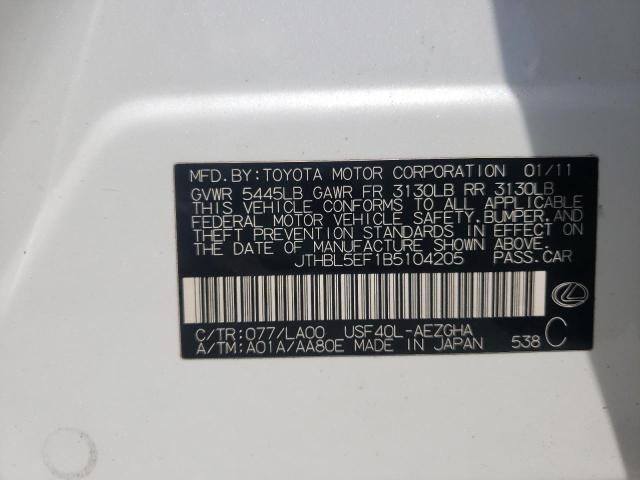 MFD. BY: TOYOTA MOTOR CORPORATION 01/11
GVWR 5445LB GAWR FR 3130LB RR 3130LB
THIS VEHICLE CONFORMS TO ALL APPLICABLE
FEDERAL MOTOR VEHICLE SAFETY, BUMPER, AND
THEFT PREVENTION STANDARDS IN EFFECT ON
THE DATE OF MANUFACTURE SHOWN ABOVE.
JTHBL5EF1B5104205 PASS. CAR
C/TR: 077/LA00 USF40L-AEZGHA
A/TM: A01A/AA80E MADE IN JAPAN 538 C